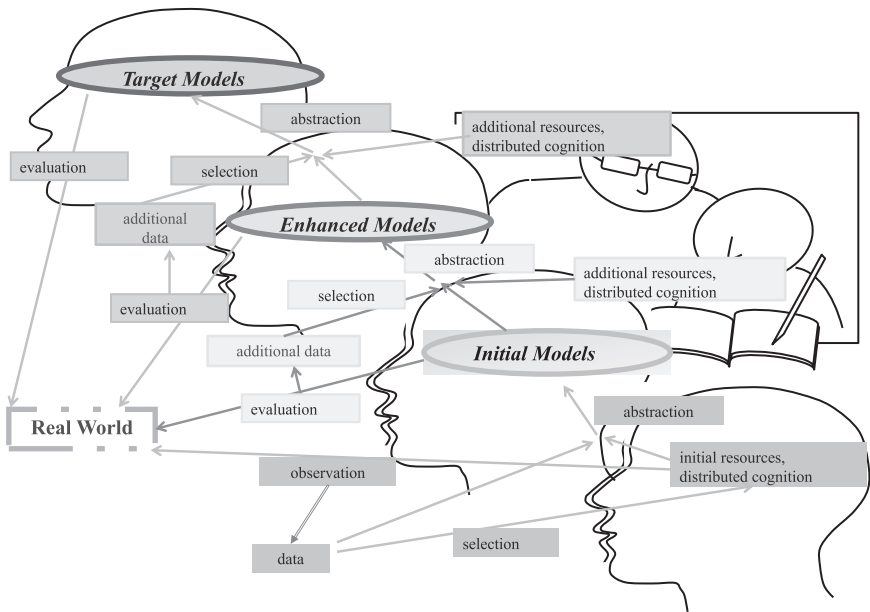 Target Models
abstraction
additional resources,
distributed cognition
evaluation
selection
additional
data
Enhanced Models
abstraction
additional resources,
distributed cognition
selection
evaluation
additional data
Initial Models
evaluation
abstraction
Real World
initial resources,
distributed cognition
observation
selection
data